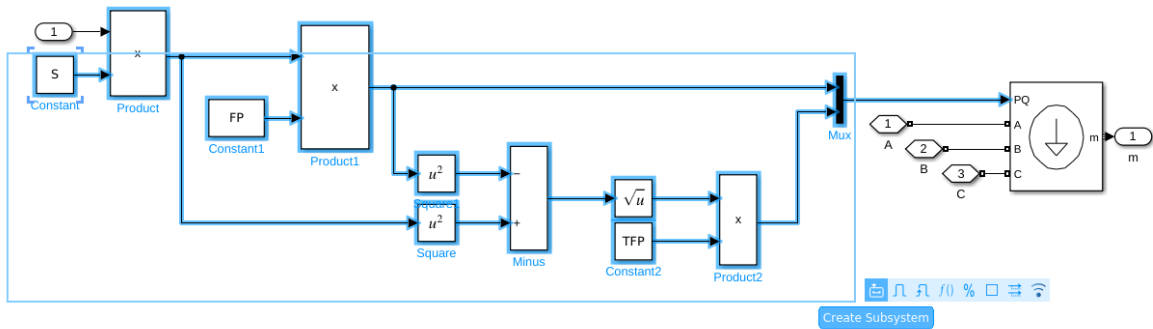 1
S
Constant
x
Product
FP
Constant1
x
Product1
u²
Square1
u²
Square
−
+
Minus
√u
TFP
Constant2
x
Product2
Mux
PQ
A
B
C
m
1
A
2
B
3
C
1
m
f()
%
Create Subsystem